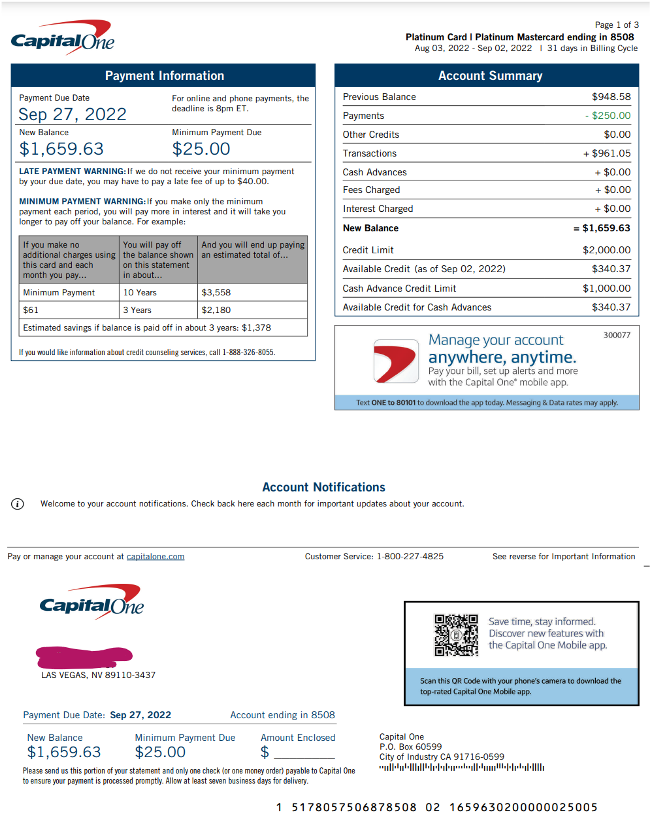 Capital One
Page 1 of 3
Platinum Card | Platinum Mastercard ending in 8508
Aug 03, 2022 - Sep 02, 2022 | 31 days in Billing Cycle
Payment Information
Payment Due Date
Sep 27, 2022
For online and phone payments, the
deadline is 8pm ET.
New Balance
$1,659.63
Minimum Payment Due
$25.00
LATE PAYMENT WARNING: If we do not receive your minimum payment
by your due date, you may have to pay a late fee of up to $40.00.
MINIMUM PAYMENT WARNING: If you make only the minimum
payment each period, you will pay more in interest and it will take you
longer to pay off your balance. For example:
If you make no
additional charges using
this card and each
month you pay...
You will pay off
the balance shown
on this statement
in about...
And you will end up paying
an estimated total of...
Minimum Payment 10 Years $3,558
$61 3 Years $2,180
Estimated savings if balance is paid off in about 3 years: $1,378
If you would like information about credit counseling services, call 1-888-326-8055.
Account Summary
Previous Balance $948.58
Payments - $250.00
Other Credits $0.00
Transactions + $961.05
Cash Advances + $0.00
Fees Charged + $0.00
Interest Charged + $0.00
New Balance = $1,659.63
Credit Limit $2,000.00
Available Credit (as of Sep 02, 2022) $340.37
Cash Advance Credit Limit $1,000.00
Available Credit for Cash Advances $340.37
300077
Manage your account
anywhere, anytime.
Pay your bill, set up alerts and more
with the Capital One® mobile app.
Text ONE to 80101 to download the app today. Messaging & Data rates may apply.
Account Notifications
Welcome to your account notifications. Check back here each month for important updates about your account.
Pay or manage your account at capitalone.com Customer Service: 1-800-227-4825 See reverse for Important Information
Capital One
LAS VEGAS, NV 89110-3437
Save time, stay informed.
Discover new features with
the Capital One Mobile app.
Scan this QR Code with your phone's camera to download the
top-rated Capital One Mobile app.
Payment Due Date: Sep 27, 2022 Account ending in 8508
New Balance
$1,659.63
Minimum Payment Due
$25.00
Amount Enclosed
$
Please send us this portion of your statement and only one check (or one money order) payable to Capital One
to ensure your payment is processed promptly. Allow at least seven business days for delivery.
Capital One
P.O. Box 60599
City of Industry CA 91716-0599
1 5178057506878508 02 1659630200000025005